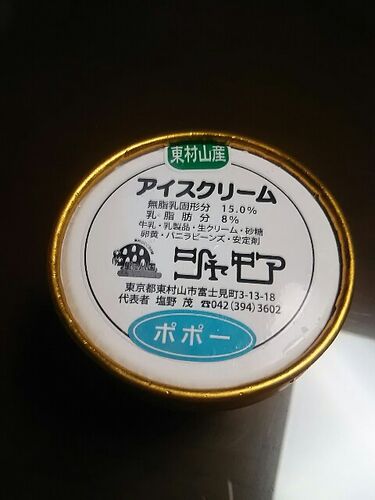 東村山産
アイスクリーム
無脂乳固形分 15.0%
乳脂肪分 8%
牛乳・乳製品・生クリーム・砂糖
卵黄・バニラビーンズ・安定剤
ジャモア
東京都東村山市富士見町3-13-18
代表者 塩野 茂 ☎042(394)3602
ポポー